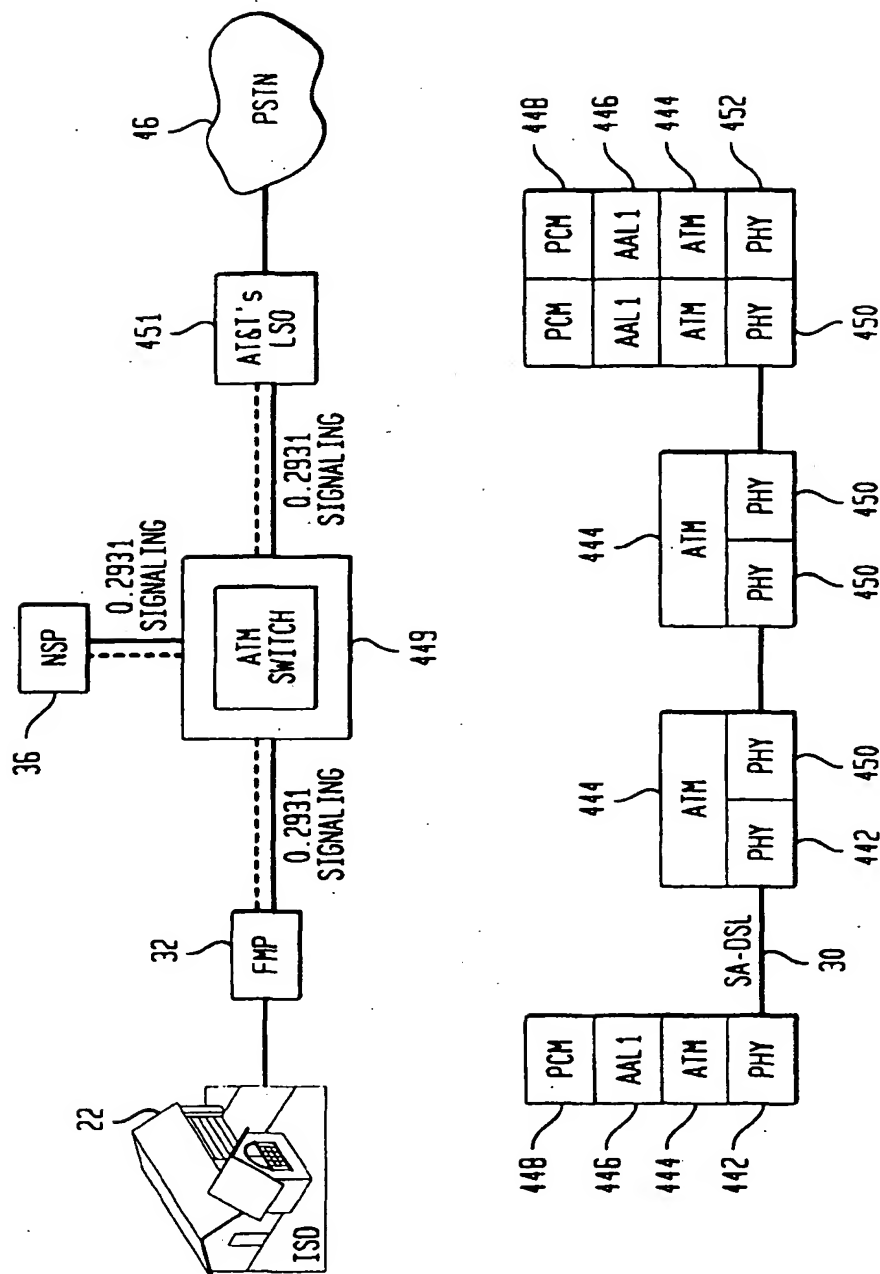 22
ISD
32
FMP
0.2931
SIGNALING
36
NSP
0.2931
SIGNALING
ATM
SWITCH
449
0.2931
SIGNALING
451
AT&T's
LSO
46
PSTN
448
PCM
446
AAL1
444
ATM
442
PHY
SA-DSL
30
444
ATM
PHY
PHY
442
450
444
ATM
PHY
PHY
450
450
PCM
PCM
448
AAL1
AAL1
446
ATM
ATM
444
PHY
PHY
452
450